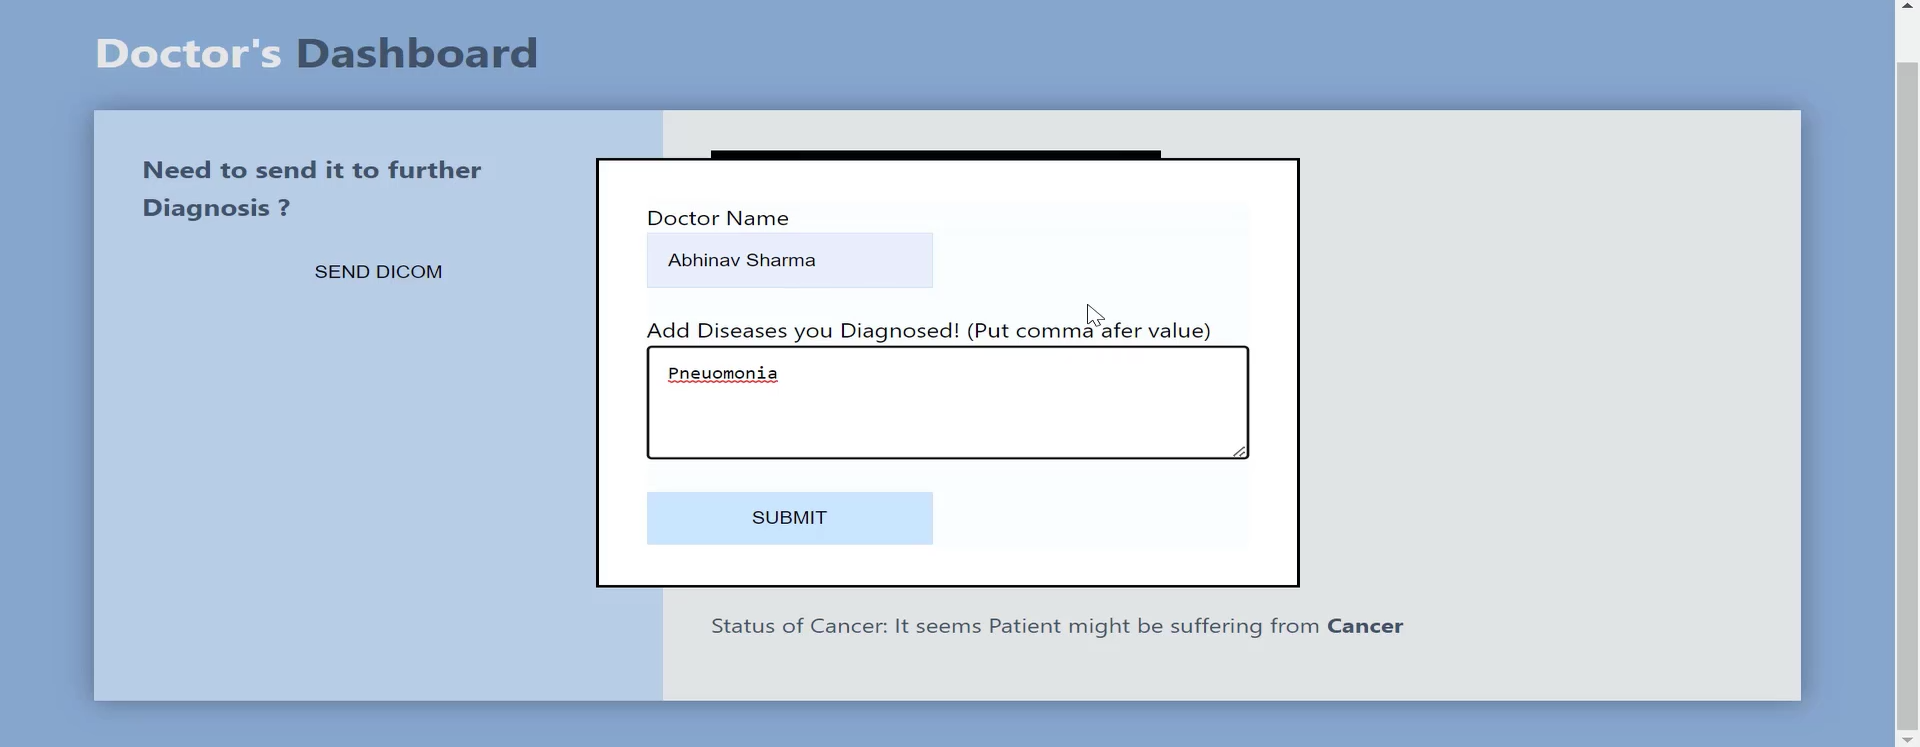 Doctor's Dashboard
Need to send it to further
Diagnosis ?
SEND DICOM
Doctor Name
Abhinav Sharma
Add Diseases you Diagnosed! (Put comma afer value)
Pneuomonia
SUBMIT
Status of Cancer: It seems Patient might be suffering from Cancer